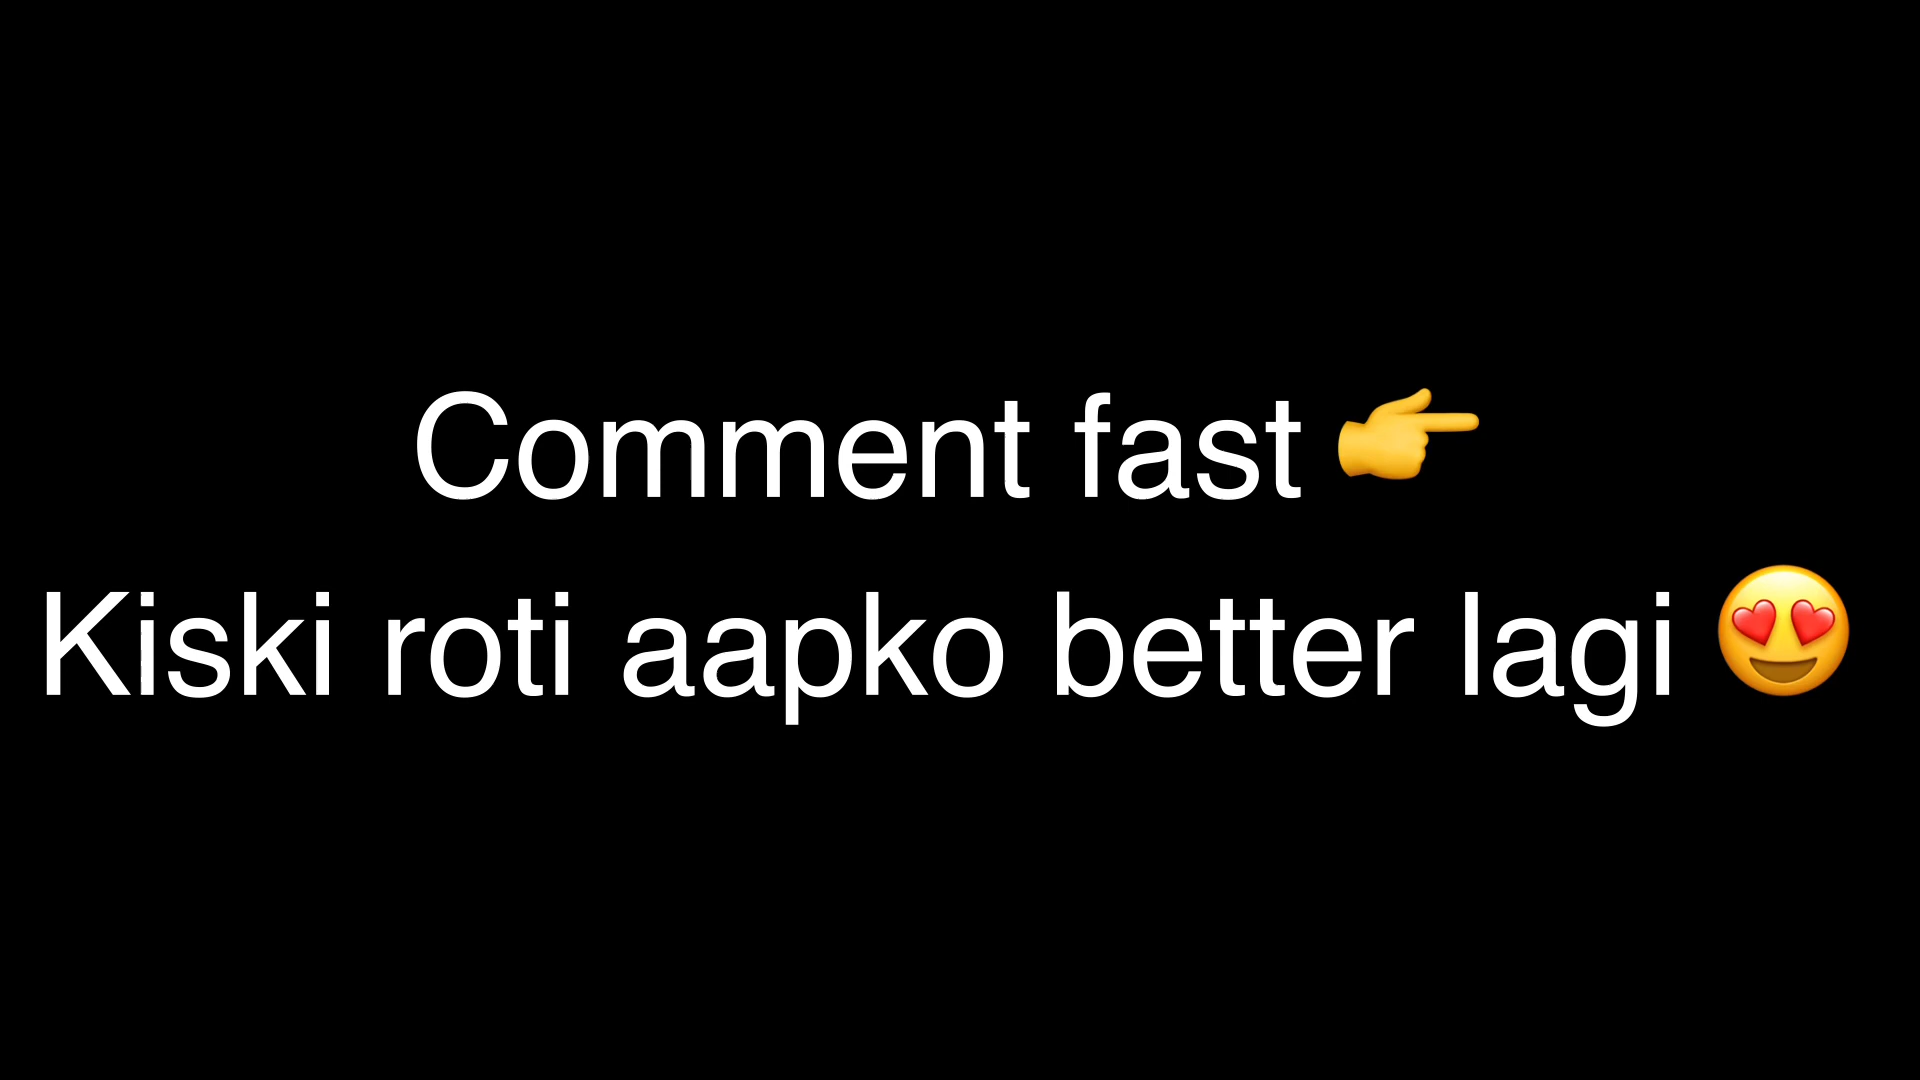 Comment fast 👉
Kiski roti aapko better lagi 😍